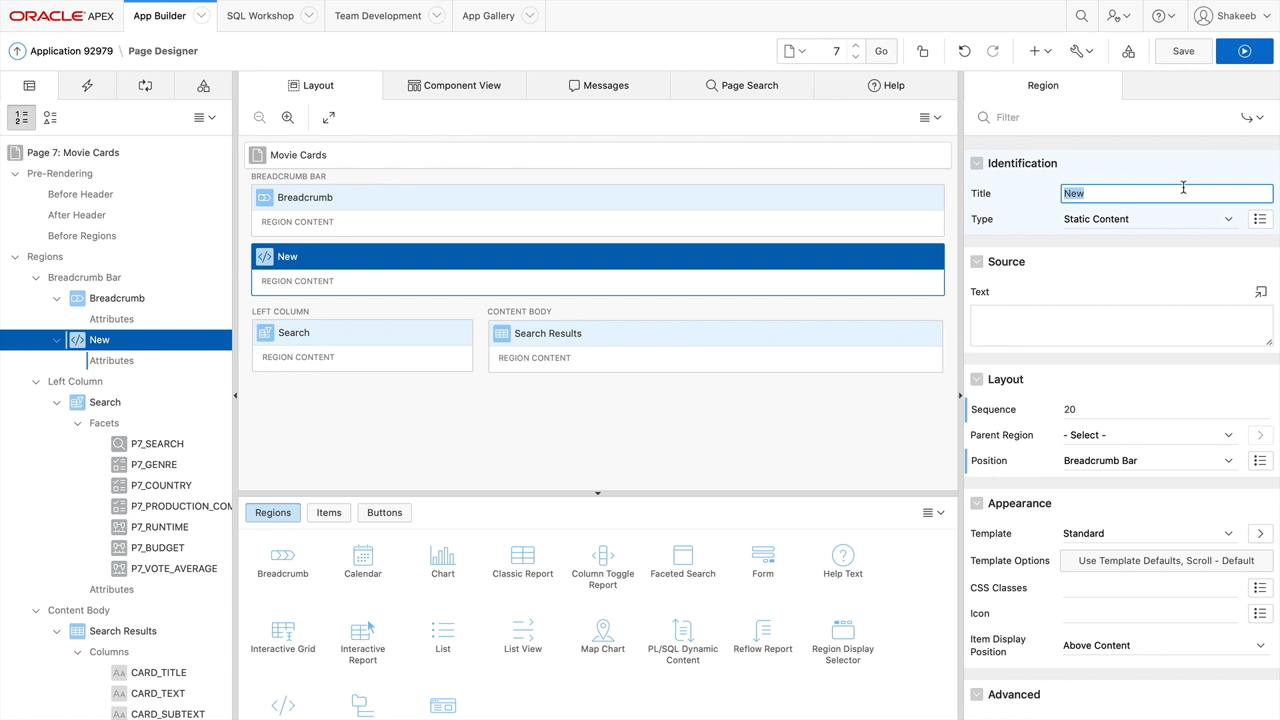 ORACLE APEX
App Builder
SQL Workshop
Team Development
App Gallery
Shakeeb
Application 92979 \ Page Designer
7
Go
Save
Layout
Component View
Messages
Page Search
Help
Region
Page 7: Movie Cards
Pre-Rendering
Before Header
After Header
Before Regions
Regions
Breadcrumb Bar
Breadcrumb
Attributes
New
Attributes
Left Column
Search
Facets
P7_SEARCH
P7_GENRE
P7_COUNTRY
P7_PRODUCTION_COM
P7_RUNTIME
P7_BUDGET
P7_VOTE_AVERAGE
Attributes
Content Body
Search Results
Columns
CARD_TITLE
CARD_TEXT
CARD_SUBTEXT
Movie Cards
BREADCRUMB BAR
Breadcrumb
REGION CONTENT
New
REGION CONTENT
LEFT COLUMN
Search
REGION CONTENT
CONTENT BODY
Search Results
REGION CONTENT
Regions
Items
Buttons
Breadcrumb
Calendar
Chart
Classic Report
Column Toggle
Report
Faceted Search
Form
Help Text
Interactive Grid
Interactive
Report
List
List View
Map Chart
PL/SQL Dynamic
Content
Reflow Report
Region Display
Selector
Filter
Identification
Title New
Type Static Content
Source
Text
Layout
Sequence 20
Parent Region - Select -
Position Breadcrumb Bar
Appearance
Template Standard
Template Options Use Template Defaults, Scroll - Default
CSS Classes
Icon
Item Display
Position Above Content
Advanced